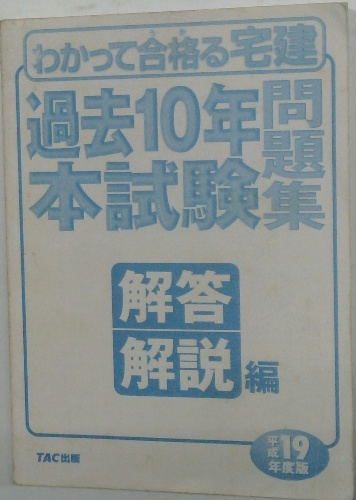 わかって合格る宅建
過去10年
本試験
問題集
解答
解説
編
平成19
年度版
TAC出版